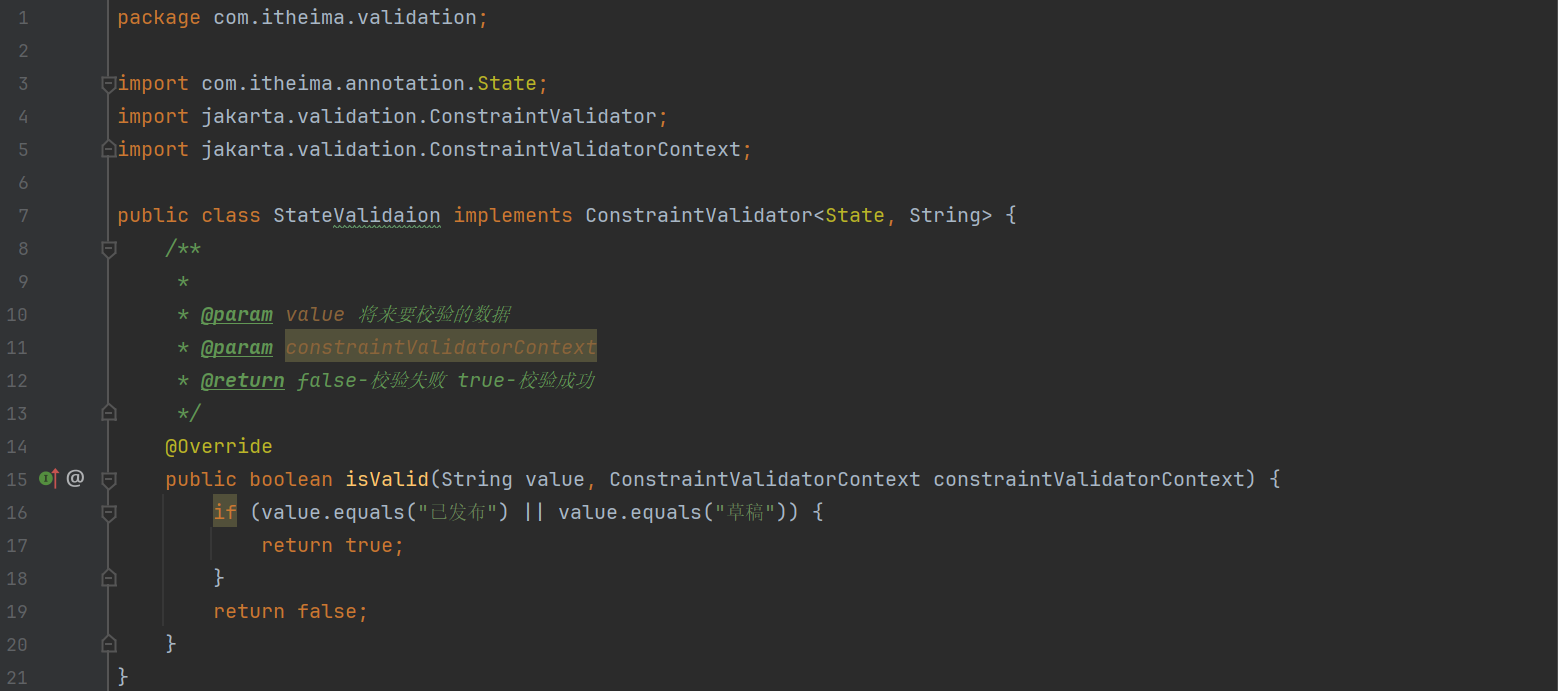 1 package com.itheima.validation;
2
3 import com.itheima.annotation.State;
4 import jakarta.validation.ConstraintValidator;
5 import jakarta.validation.ConstraintValidatorContext;
6
7 public class StateValidaion implements ConstraintValidator<State, String> {
8 /**
9 *
10 * @param value 将来要校验的数据
11 * @param constraintValidatorContext
12 * @return false-校验失败 true-校验成功
13 */
14 @Override
15 @ public boolean isValid(String value, ConstraintValidatorContext constraintValidatorContext) {
16 if (value.equals("已发布") || value.equals("草稿")) {
17 return true;
18 }
19 return false;
20 }
21 }